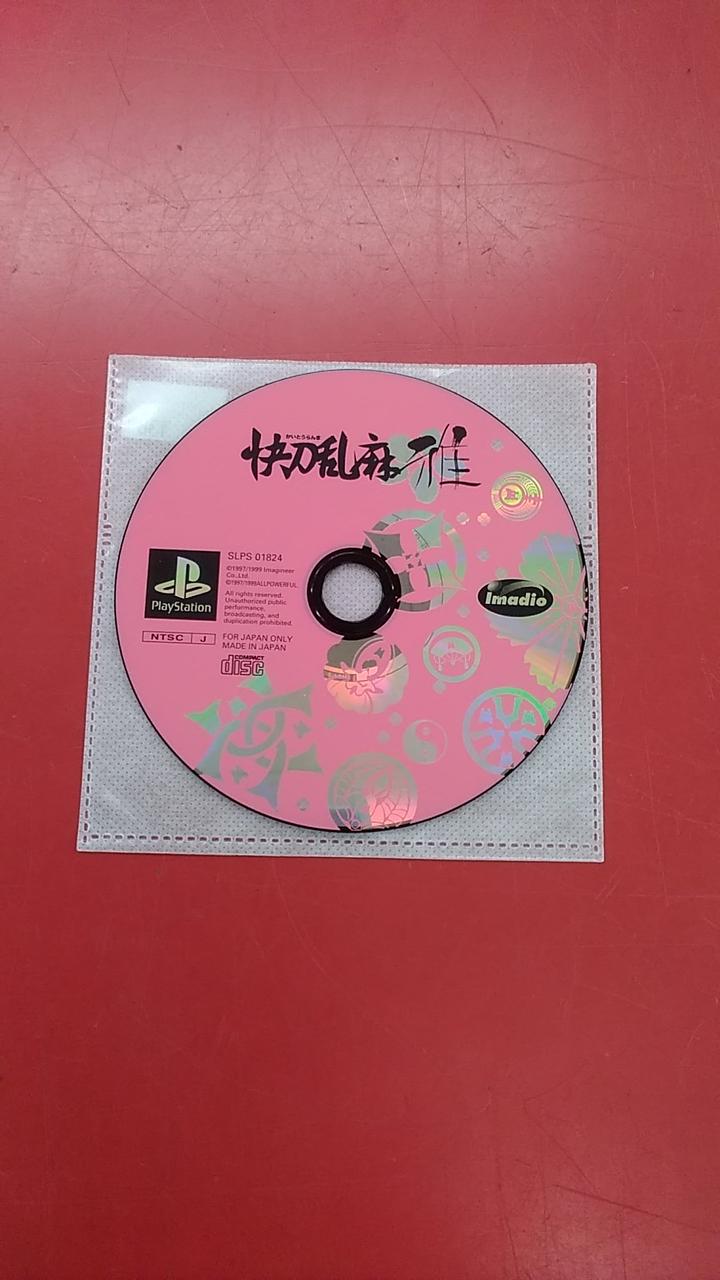 かいとうらんま
快刀乱麻雅
PlayStation
SLPS 01824
©1997/1999 Imagineer
Co.,Ltd.
©1997/1999ALLPOWERFUL.
All rights reserved.
Unauthorized public
performance,
broadcasting, and
duplication prohibited.
NTSC J
FOR JAPAN ONLY
MADE IN JAPAN
COMPACT
disc
Imadio